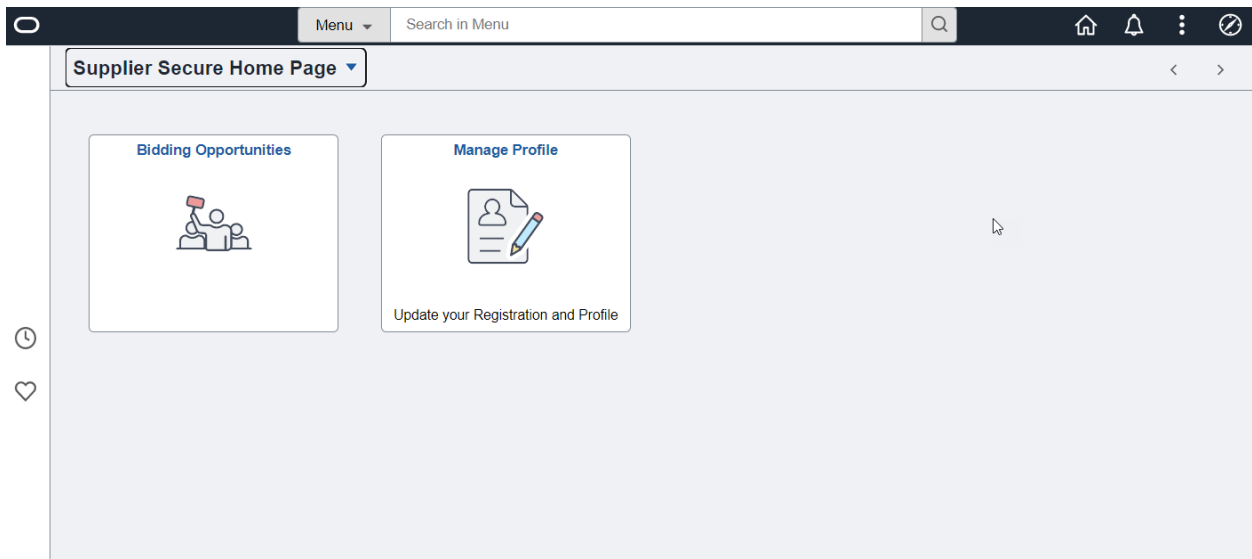 Menu
Search in Menu
Supplier Secure Home Page
Bidding Opportunities
Manage Profile
Update your Registration and Profile